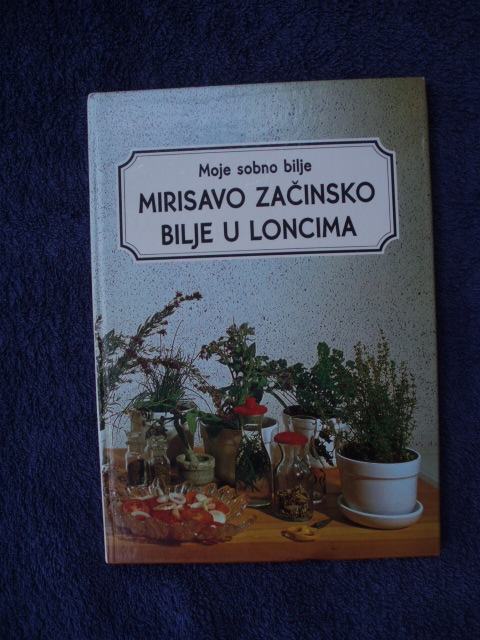 Moje sobno bilje
MIRISAVO ZAČINSKO
BILJE U LONCIMA